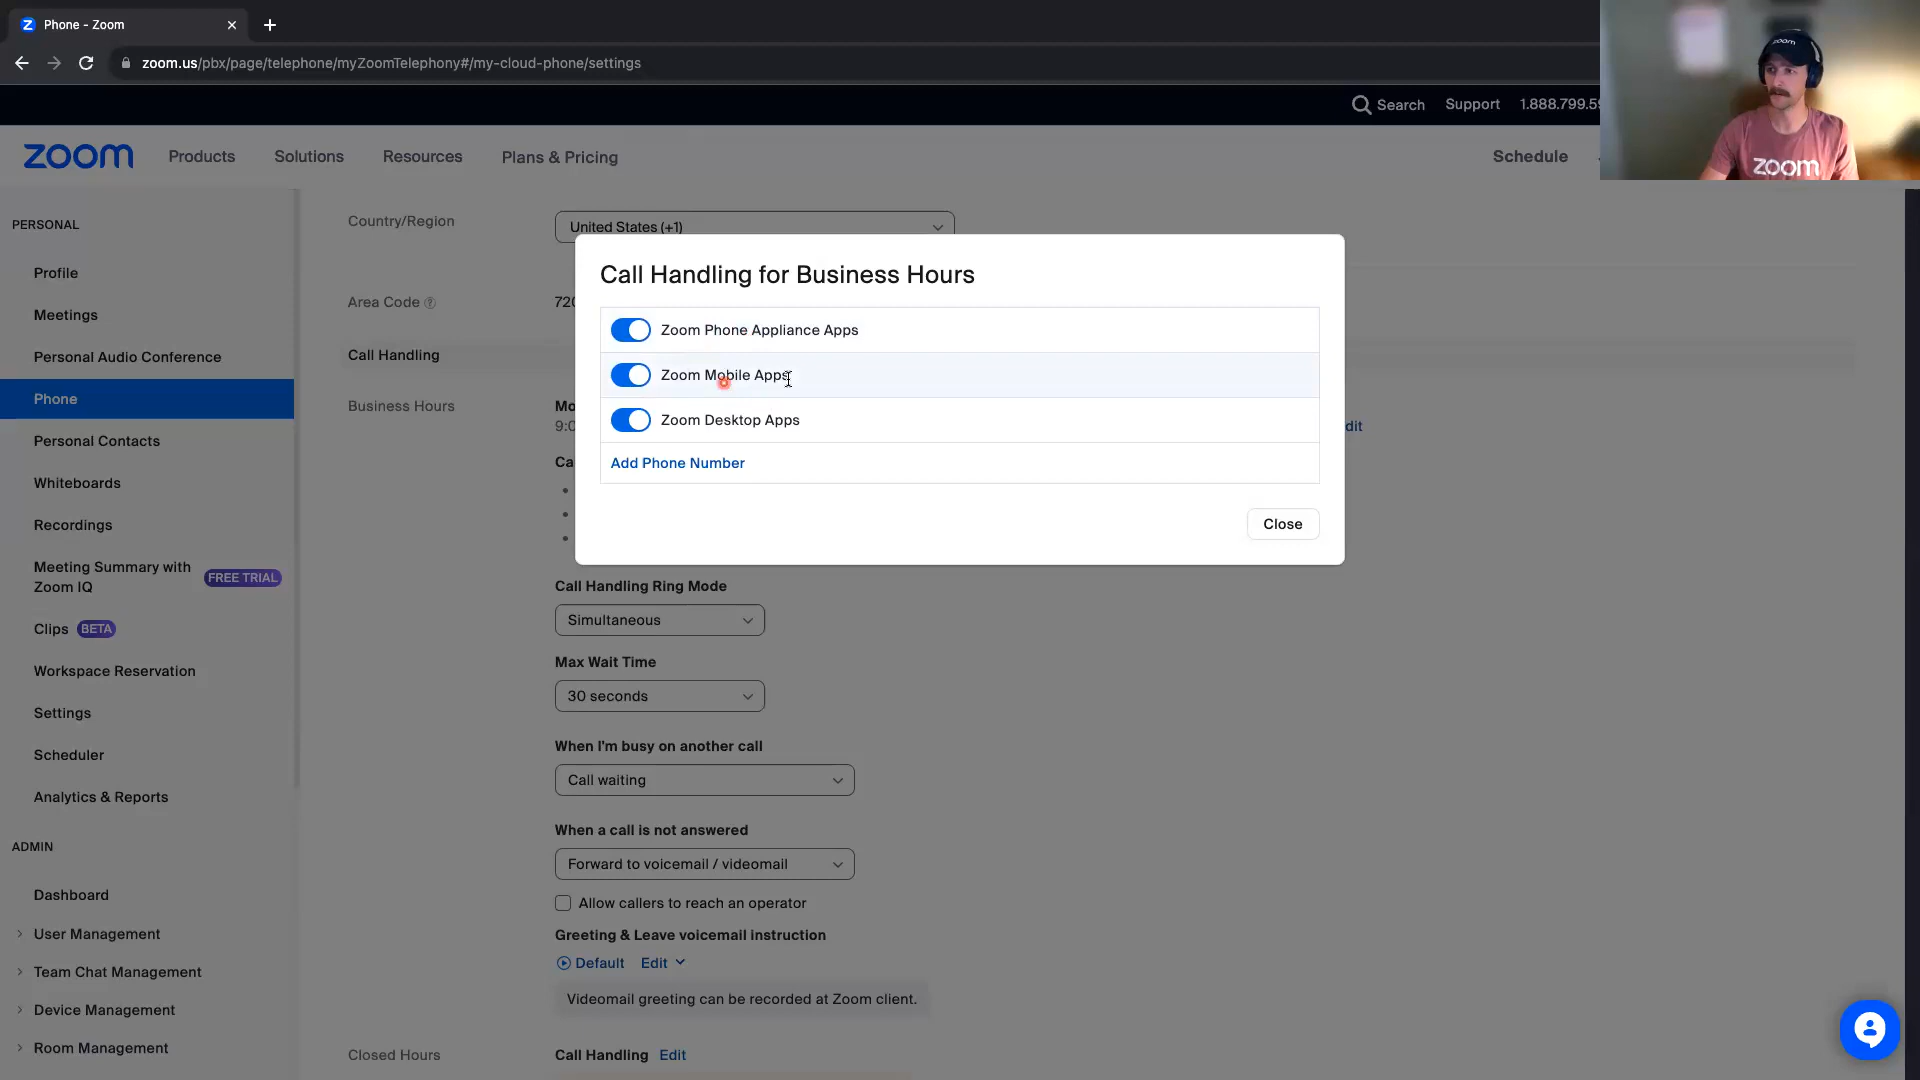 Phone - Zoom
zoom.us/pbx/page/telephone/myZoomTelephony#/my-cloud-phone/settings
Search
Support
1.888.799.59
zoom
Products
Solutions
Resources
Plans & Pricing
Schedule
zoom
zoom
PERSONAL
Profile
Meetings
Personal Audio Conference
Phone
Personal Contacts
Whiteboards
Recordings
Meeting Summary with
Zoom IQ
FREE TRIAL
Clips
BETA
Workspace Reservation
Settings
Scheduler
Analytics & Reports
ADMIN
Dashboard
User Management
Team Chat Management
Device Management
Room Management
Country/Region
United States (+1)
Area Code
720
Call Handling
Business Hours
Mo
9:0
dit
Ca
Call Handling for Business Hours
Zoom Phone Appliance Apps
Zoom Mobile Apps
Zoom Desktop Apps
Add Phone Number
Close
Call Handling Ring Mode
Simultaneous
Max Wait Time
30 seconds
When I'm busy on another call
Call waiting
When a call is not answered
Forward to voicemail / videomail
Allow callers to reach an operator
Greeting & Leave voicemail instruction
Default
Edit
Videomail greeting can be recorded at Zoom client.
Closed Hours
Call Handling
Edit